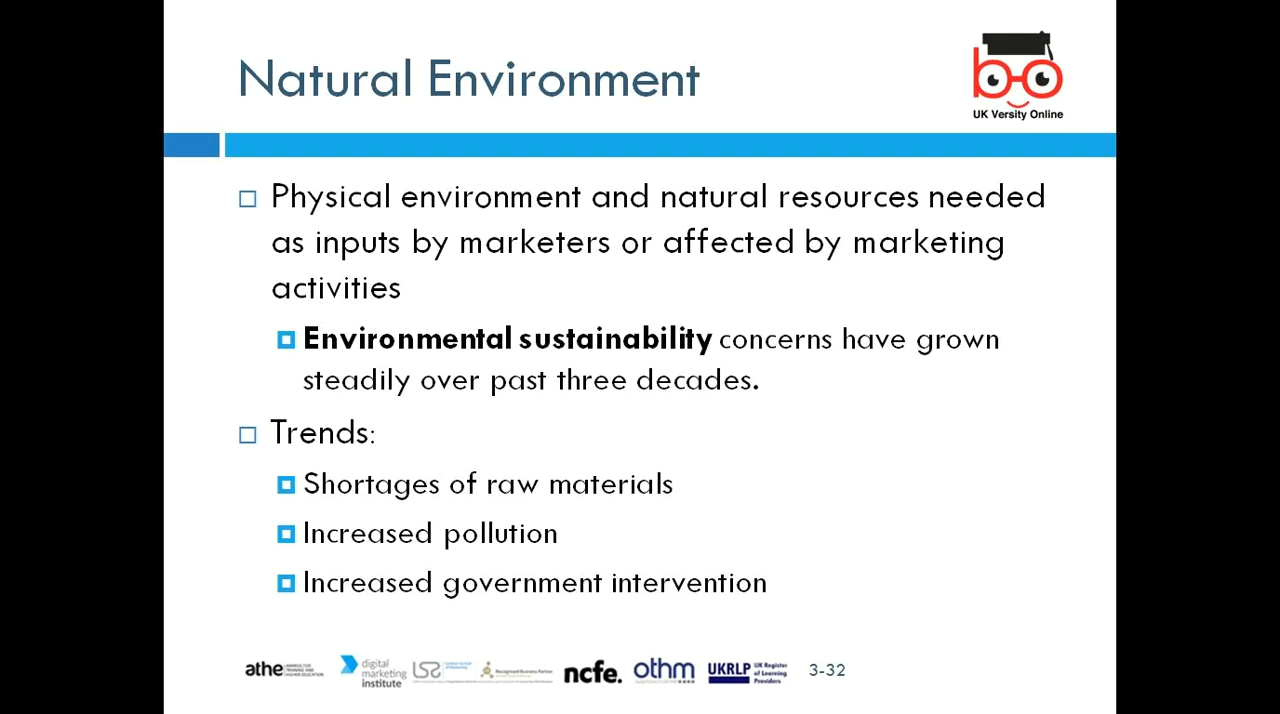 Natural Environment
UK Versity Online
Physical environment and natural resources needed
as inputs by marketers or affected by marketing
activities
Environmental sustainability concerns have grown
steadily over past three decades.
Trends:
Shortages of raw materials
Increased pollution
Increased government intervention
athe
digital
marketing
institute
ncfe.
othm
UKRLP
UK Register
of Learning
Providers
3-32